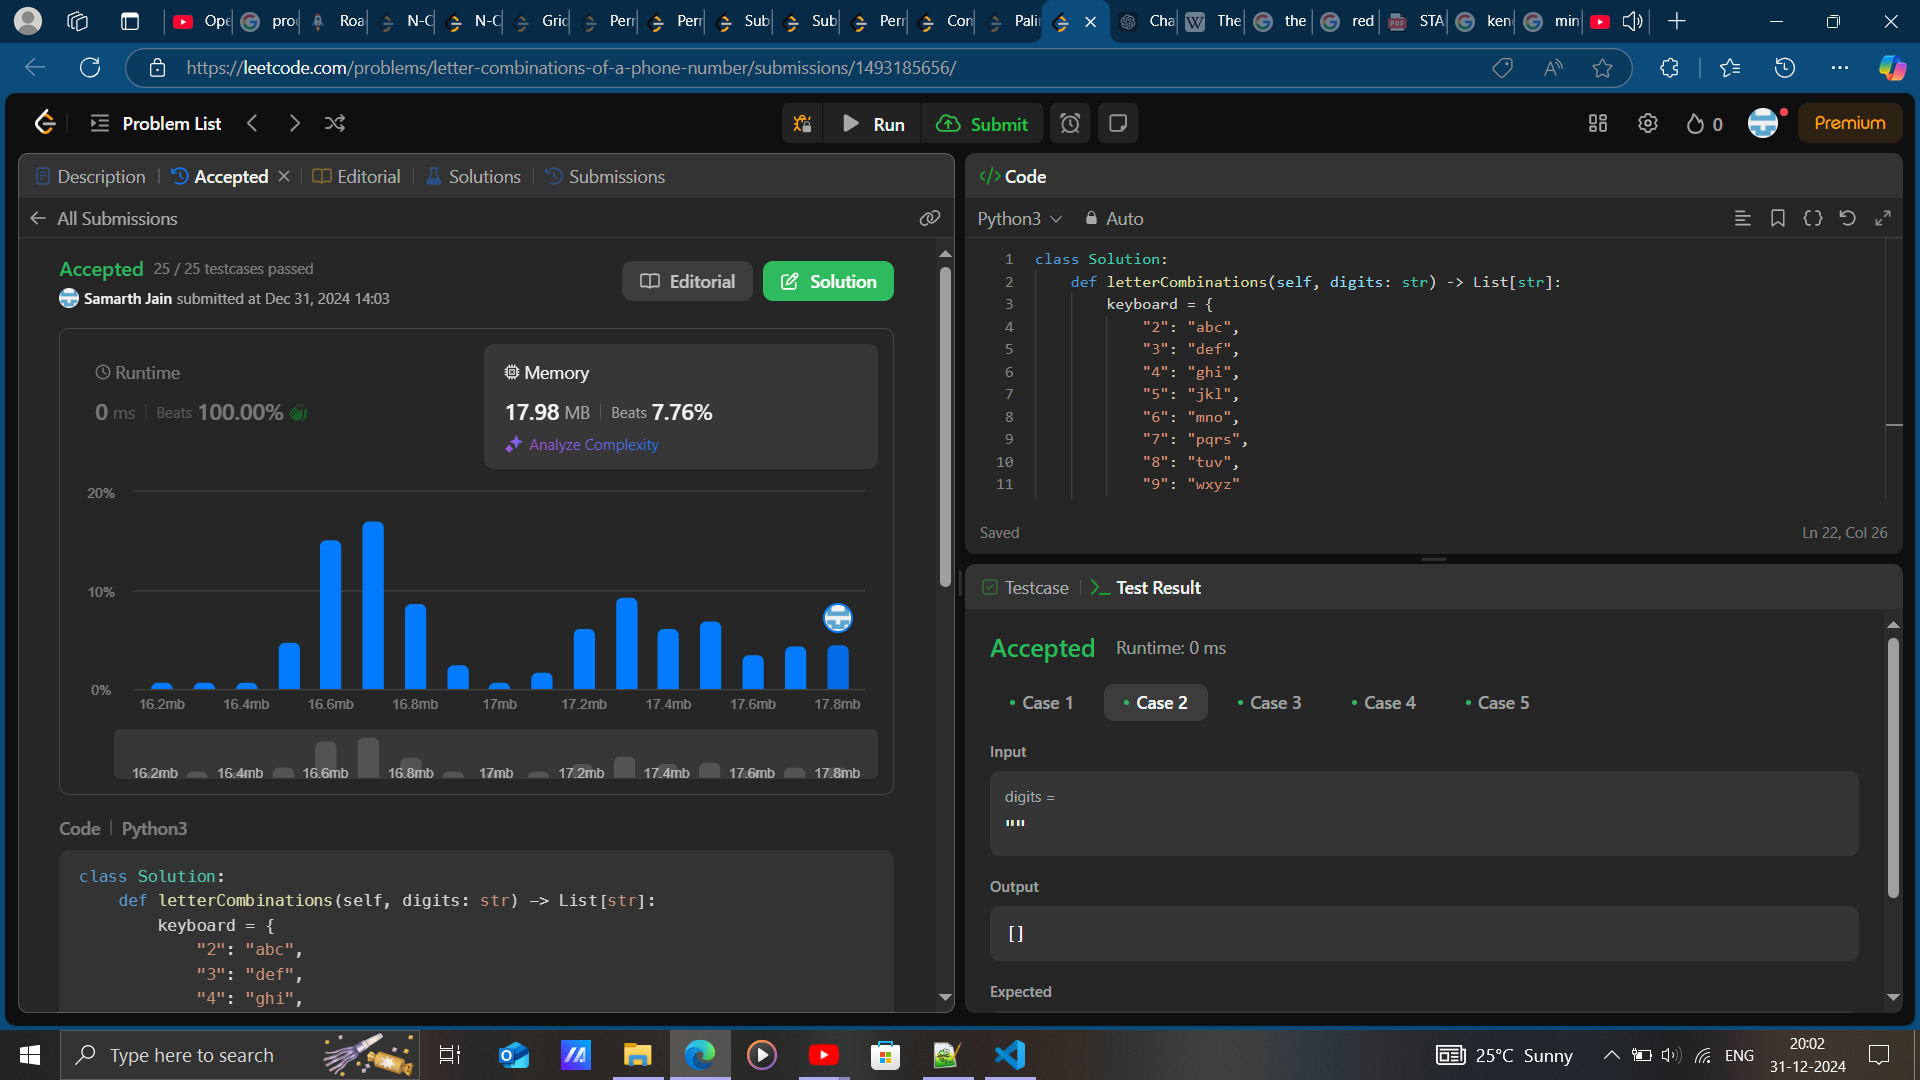 Ope
pro
Roa
N-C
N-C
Gric
Perr
Perr
Sub
Sub
Perr
Con
Pali
Cha
The
the
red
STA
ken
min
https://leetcode.com/problems/letter-combinations-of-a-phone-number/submissions/1493185656/
Problem List
Run
Submit
0
Premium
Description
Accepted
Editorial
Solutions
Submissions
All Submissions
Accepted 25 / 25 testcases passed
Samarth Jain submitted at Dec 31, 2024 14:03
Editorial
Solution
Runtime
0 ms Beats 100.00%
Memory
17.98 MB Beats 7.76%
Analyze Complexity
20%
10%
0%
16.2mb 16.4mb 16.6mb 16.8mb 17mb 17.2mb 17.4mb 17.6mb 17.8mb
16.2mb 16.4mb 16.6mb 16.8mb 17mb 17.2mb 17.4mb 17.6mb 17.8mb
Code | Python3
class Solution:
def letterCombinations(self, digits: str) -> List[str]:
keyboard = {
"2": "abc",
"3": "def",
"4": "ghi",
</> Code
Python3
Auto
1 class Solution:
2 def letterCombinations(self, digits: str) -> List[str]:
3 keyboard = {
4 "2": "abc",
5 "3": "def",
6 "4": "ghi",
7 "5": "jkl",
8 "6": "mno",
9 "7": "pqrs",
10 "8": "tuv",
11 "9": "wxyz"
Saved
Ln 22, Col 26
Testcase
Test Result
Accepted Runtime: 0 ms
Case 1
Case 2
Case 3
Case 4
Case 5
Input
digits =
""
Output
[]
Expected
Type here to search
25°C Sunny
ENG
20:02
31-12-2024